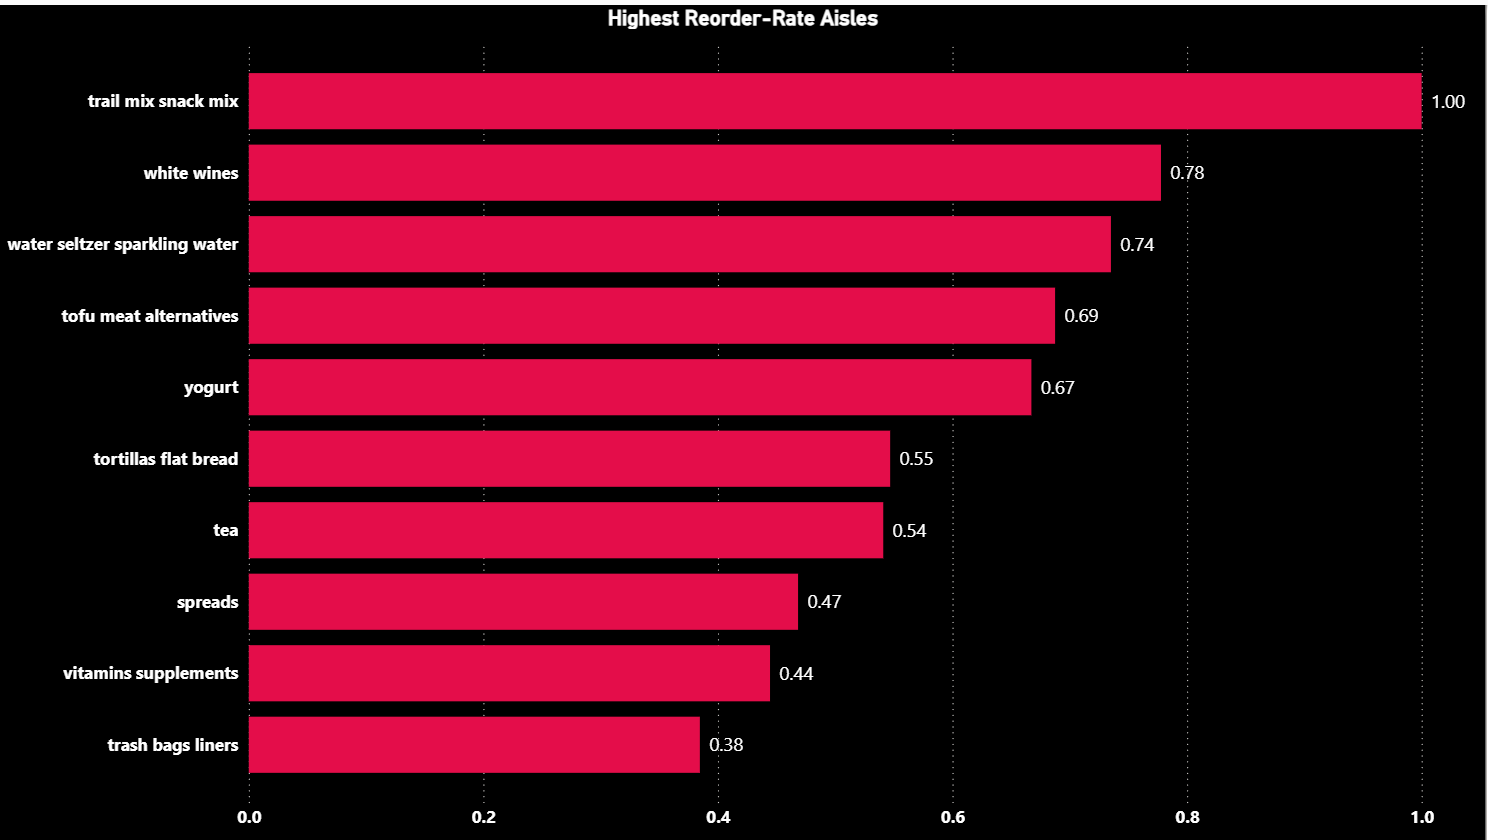 Highest Reorder-Rate Aisles
trail mix snack mix 1.00
white wines 0.78
water seltzer sparkling water 0.74
tofu meat alternatives 0.69
yogurt 0.67
tortillas flat bread 0.55
tea 0.54
spreads 0.47
vitamins supplements 0.44
trash bags liners 0.38
0.0 0.2 0.4 0.6 0.8 1.0